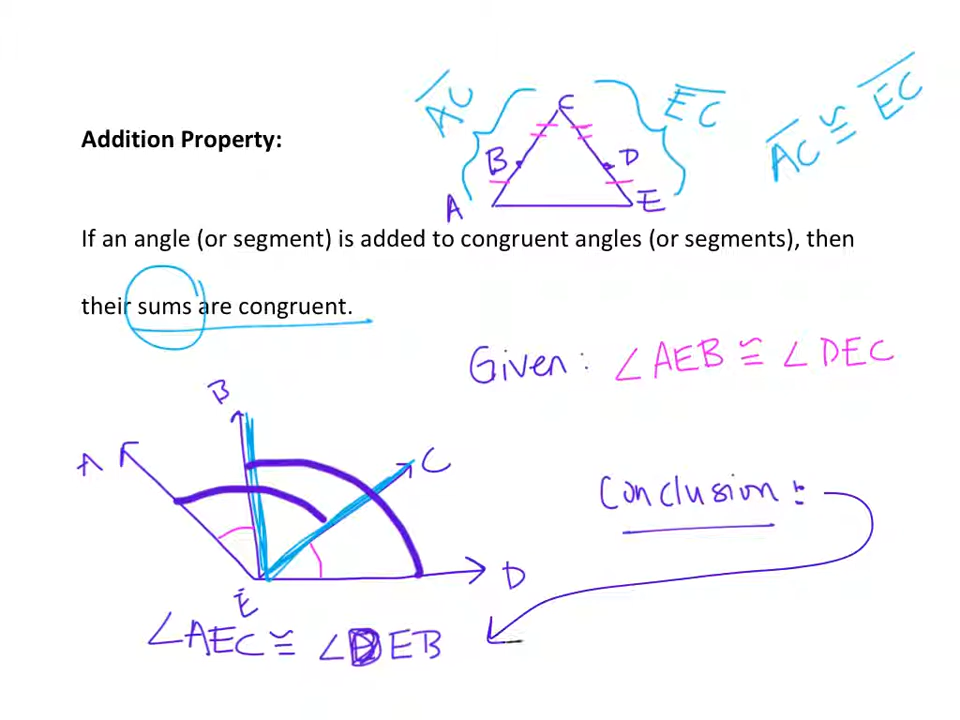 AC
C
EC
AC ≅ EC
Addition Property:
B
D
A
E
If an angle (or segment) is added to congruent angles (or segments), then
their sums are congruent.
Given: ∠AEB ≅ ∠DEC
B
A
C
Conclusion:
D
E
∠AEC ≅ ∠DEB